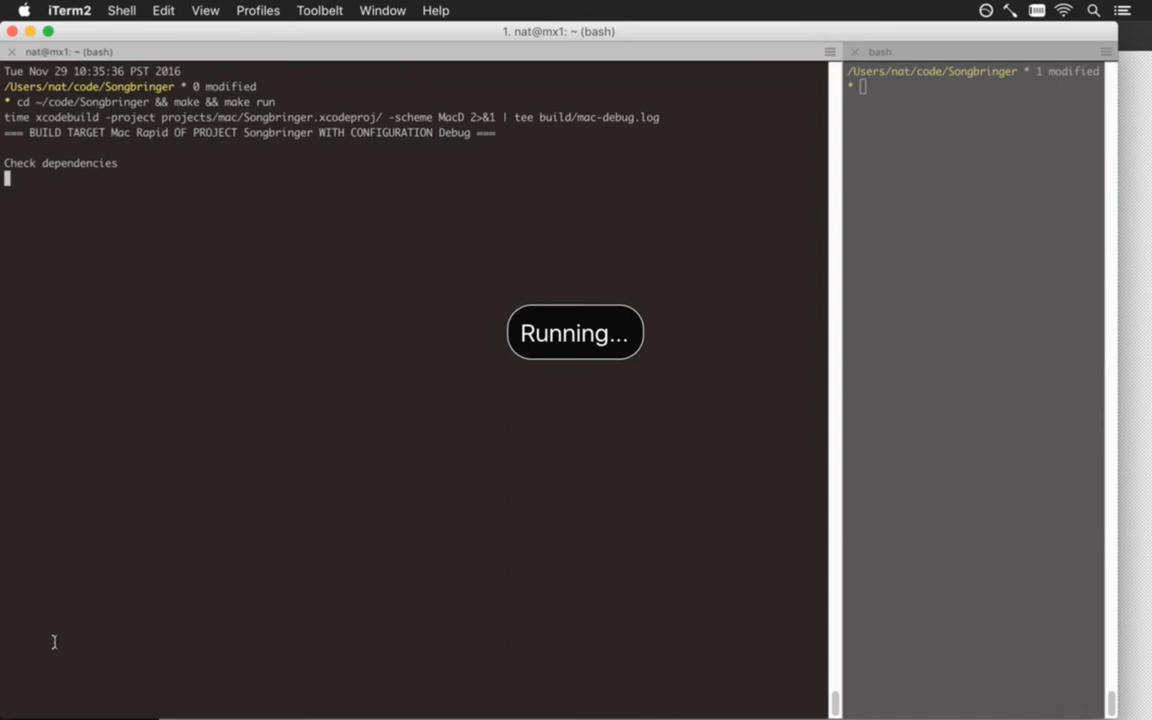 iTerm2 Shell Edit View Profiles Toolbelt Window Help
1. nat@mx1: ~ (bash)
nat@mx1: ~ (bash)
Tue Nov 29 10:35:36 PST 2016
/Users/nat/code/Songbringer * 0 modified
* cd ~/code/Songbringer && make && make run
time xcodebuild -project projects/mac/Songbringer.xcodeproj/ -scheme MacD 2>&1 | tee build/mac-debug.log
=== BUILD TARGET Mac Rapid OF PROJECT Songbringer WITH CONFIGURATION Debug ===
Check dependencies
Running...
bash
/Users/nat/code/Songbringer * 1 modified
*